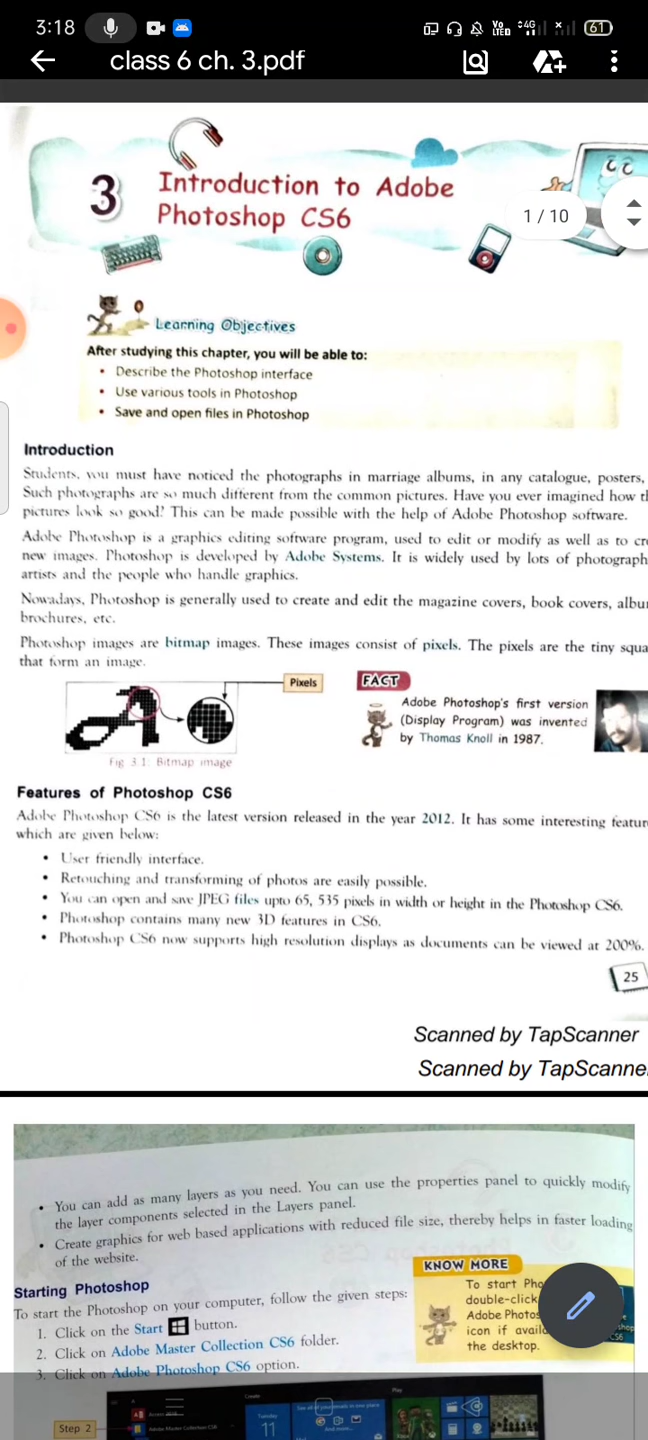 3:18
4G
61
class 6 ch. 3.pdf
3
Introduction to Adobe
Photoshop CS6
1 / 10
Learning Objectives
After studying this chapter, you will be able to:
• Describe the Photoshop interface
• Use various tools in Photoshop
• Save and open files in Photoshop
Introduction
Students, you must have noticed the photographs in marriage albums, in any catalogue, posters,
Such photographs are so much different from the common pictures. Have you ever imagined how
pictures look so good? This can be made possible with the help of Adobe Photoshop software.
Adobe Photoshop is a graphics editing software program, used to edit or modify as well as to
new images. Photoshop is developed by Adobe Systems. It is widely used by lots of
artists and the people who handle graphics.
Nowadays, Photoshop is generally used to create and edit the magazine covers, book covers,
brochures, etc.
Photoshop images are bitmap images. These images consist of pixels. The pixels are the tiny
that form an image.
Pixels
FACT
Adobe Photoshop's first version
(Display Program) was invented
by Thomas Knoll in 1987.
Fig 3.1: Bitmap image
Features of Photoshop CS6
Adobe Photoshop CS6 is the latest version released in the year 2012. It has some interesting
which are given below:
• User friendly interface.
• Retouching and transforming of photos are easily possible.
• You can open and save JPEG files upto 65, 535 pixels in width or height in the Photoshop CS6.
• Photoshop contains many new 3D features in CS6.
• Photoshop CS6 now supports high resolution displays as documents can be viewed at 200%.
25
Scanned by TapScanner
Scanned by TapScanne
• You can add as many layers as you need. You can use the properties panel to quickly modify
the layer components selected in the Layers panel.
• Create graphics for web based applications with reduced file size, thereby helps in faster loading
of the website.
KNOW MORE
To start Pho
double-click
Adobe Photos
icon if availa
the desktop.
CS6
Starting Photoshop
To start the Photoshop on your computer, follow the given steps:
1. Click on the Start button.
2. Click on Adobe Master Collection CS6 folder.
3. Click on Adobe Photoshop CS6 option.
Step 2
Adobe Master Collection CS6
Create
Play
Tuesday
11